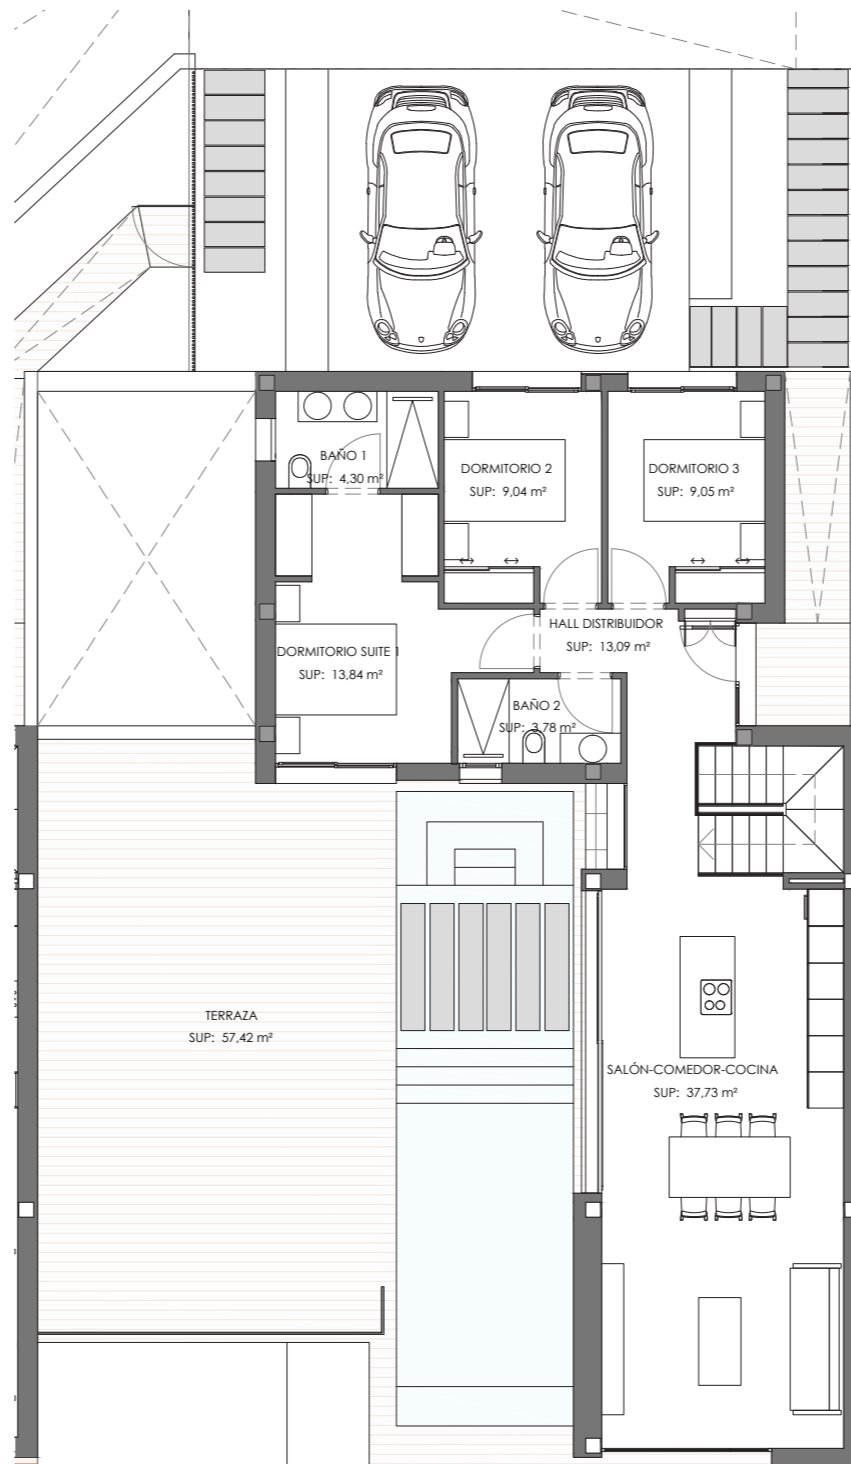 BAÑO 1
SUP: 4,30 m²
DORMITORIO 2
SUP: 9,04 m²
DORMITORIO 3
SUP: 9,05 m²
HALL DISTRIBUIDOR
SUP: 13,09 m²
DORMITORIO SUITE 1
SUP: 13,84 m²
BAÑO 2
SUP: 3,78 m²
TERRAZA
SUP: 57,42 m²
SALÓN-COMEDOR-COCINA
SUP: 37,73 m²